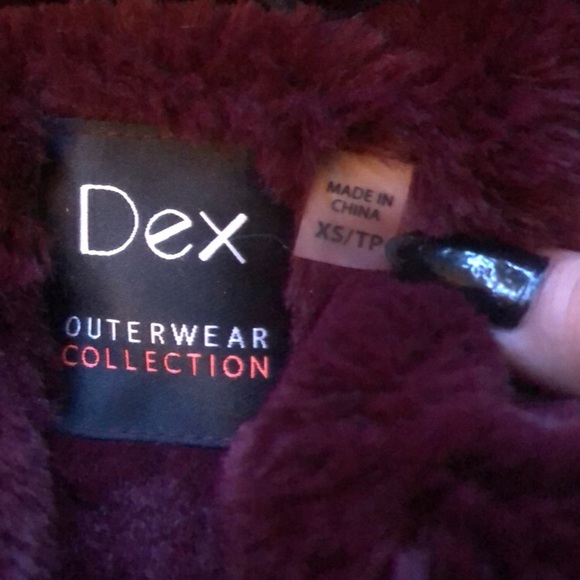 Dex
OUTERWEAR
COLLECTION
MADE IN
CHINA
XS/TP